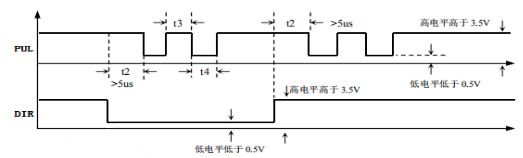 t3 t2 >5us 高电平高于 3.5V
PUL
t2 t4 低电平低于 0.5V
>5us
高电平高于 3.5V
DIR
低电平低于 0.5V